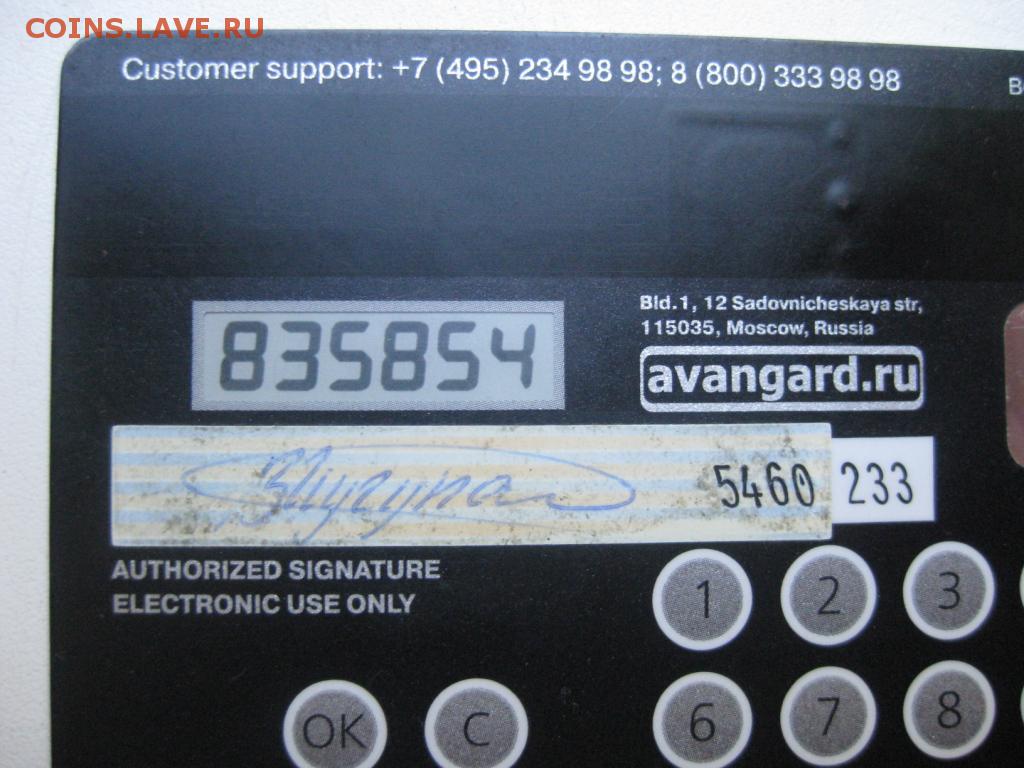 COINS.LAVE.RU
Customer support: +7 (495) 234 98 98; 8 (800) 333 98 98
Bld.1, 12 Sadovnicheskaya str,
115035, Moscow, Russia
835854
avangard.ru
5460 233
AUTHORIZED SIGNATURE
ELECTRONIC USE ONLY
1 2 3
OK C 6 7 8